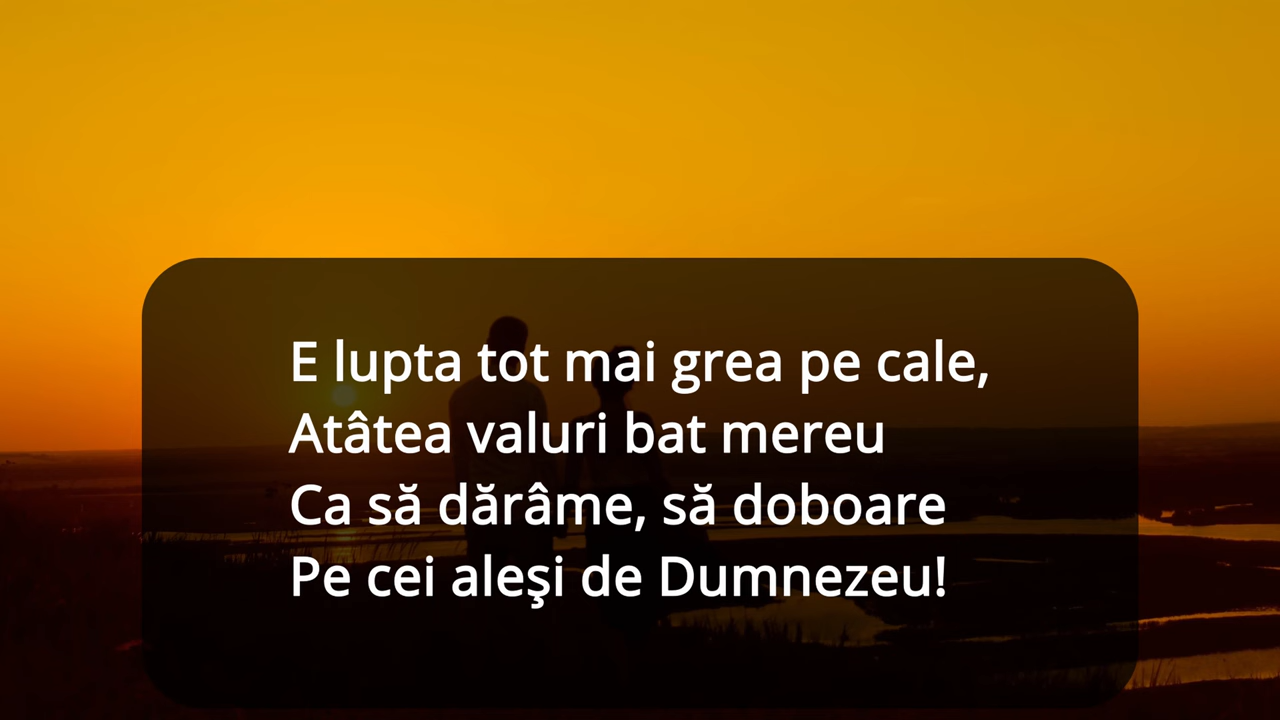 E lupta tot mai grea pe cale,
Atâtea valuri bat mereu
Ca să dărâme, să doboare
Pe cei aleşi de Dumnezeu!